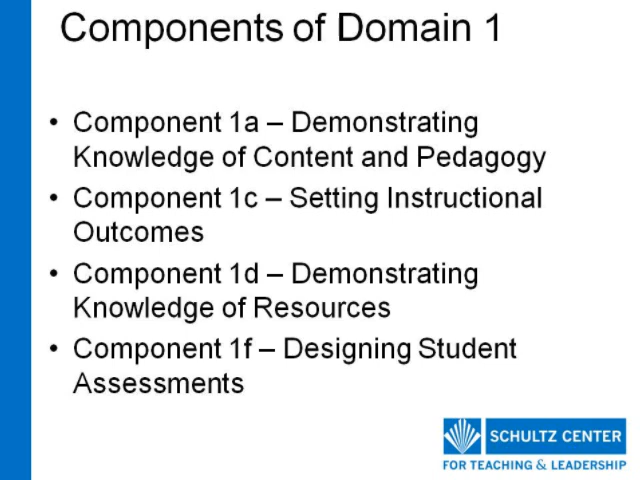 Components of Domain 1
• Component 1a – Demonstrating
Knowledge of Content and Pedagogy
• Component 1c – Setting Instructional
Outcomes
• Component 1d – Demonstrating
Knowledge of Resources
• Component 1f – Designing Student
Assessments
SCHULTZ CENTER
FOR TEACHING & LEADERSHIP